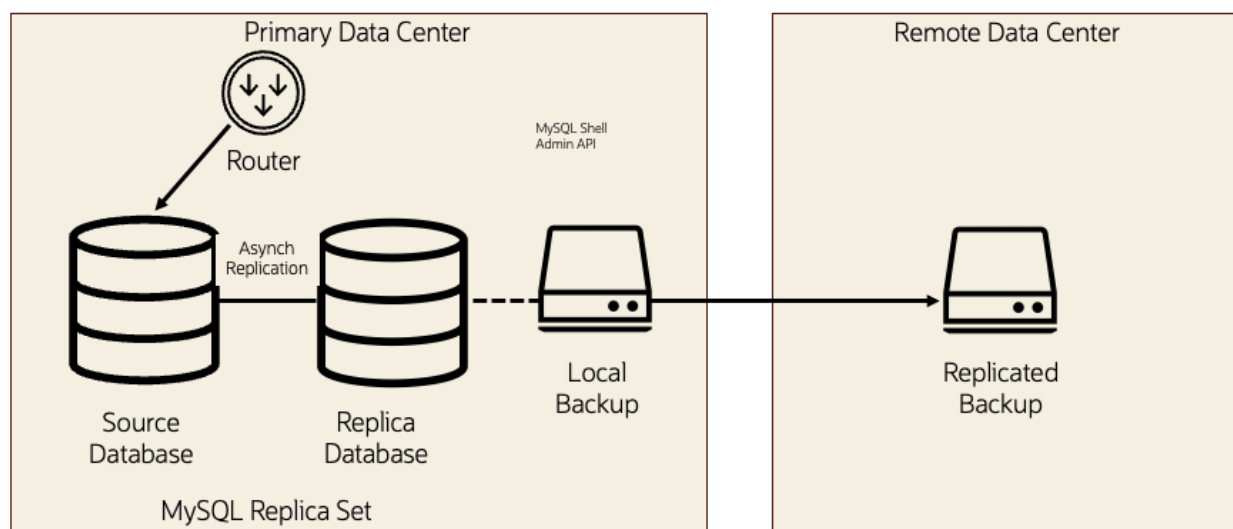 Primary Data Center
Remote Data Center
Router
MySQL Shell
Admin API
Asynch
Replication
Source
Database
Replica
Database
Local
Backup
Replicated
Backup
MySQL Replica Set